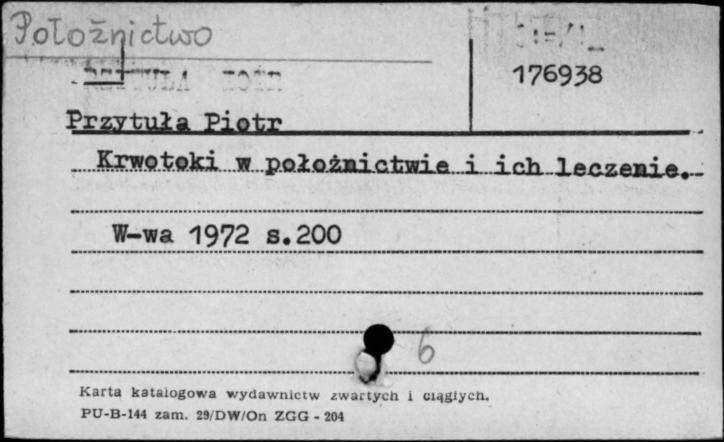 Położnictwo
176938
Przytuła Piotr
Krwotoki w położnictwie i ich leczenie.
W-wa 1972 s.200
6
Karta katalogowa wydawnictw zwartych i ciągłych.
PU-B-144 zam. 29/DW/On ZGG - 204